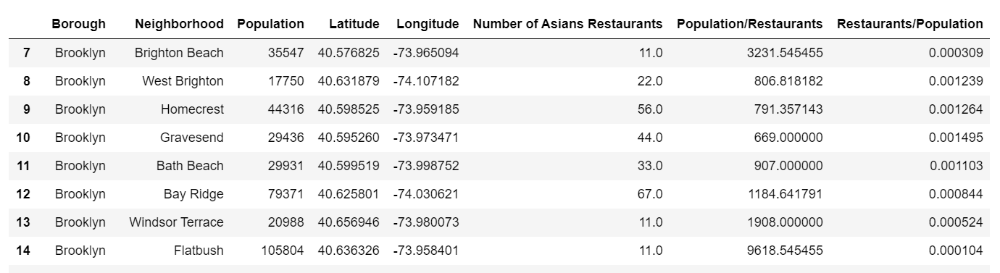 Borough Neighborhood Population Latitude Longitude Number of Asians Restaurants Population/Restaurants Restaurants/Population
7 Brooklyn Brighton Beach 35547 40.576825 -73.965094 11.0 3231.545455 0.000309
8 Brooklyn West Brighton 17750 40.631879 -74.107182 22.0 806.818182 0.001239
9 Brooklyn Homecrest 44316 40.598525 -73.959185 56.0 791.357143 0.001264
10 Brooklyn Gravesend 29436 40.595260 -73.973471 44.0 669.000000 0.001495
11 Brooklyn Bath Beach 29931 40.599519 -73.998752 33.0 907.000000 0.001103
12 Brooklyn Bay Ridge 79371 40.625801 -74.030621 67.0 1184.641791 0.000844
13 Brooklyn Windsor Terrace 20988 40.656946 -73.980073 11.0 1908.000000 0.000524
14 Brooklyn Flatbush 105804 40.636326 -73.958401 11.0 9618.545455 0.000104